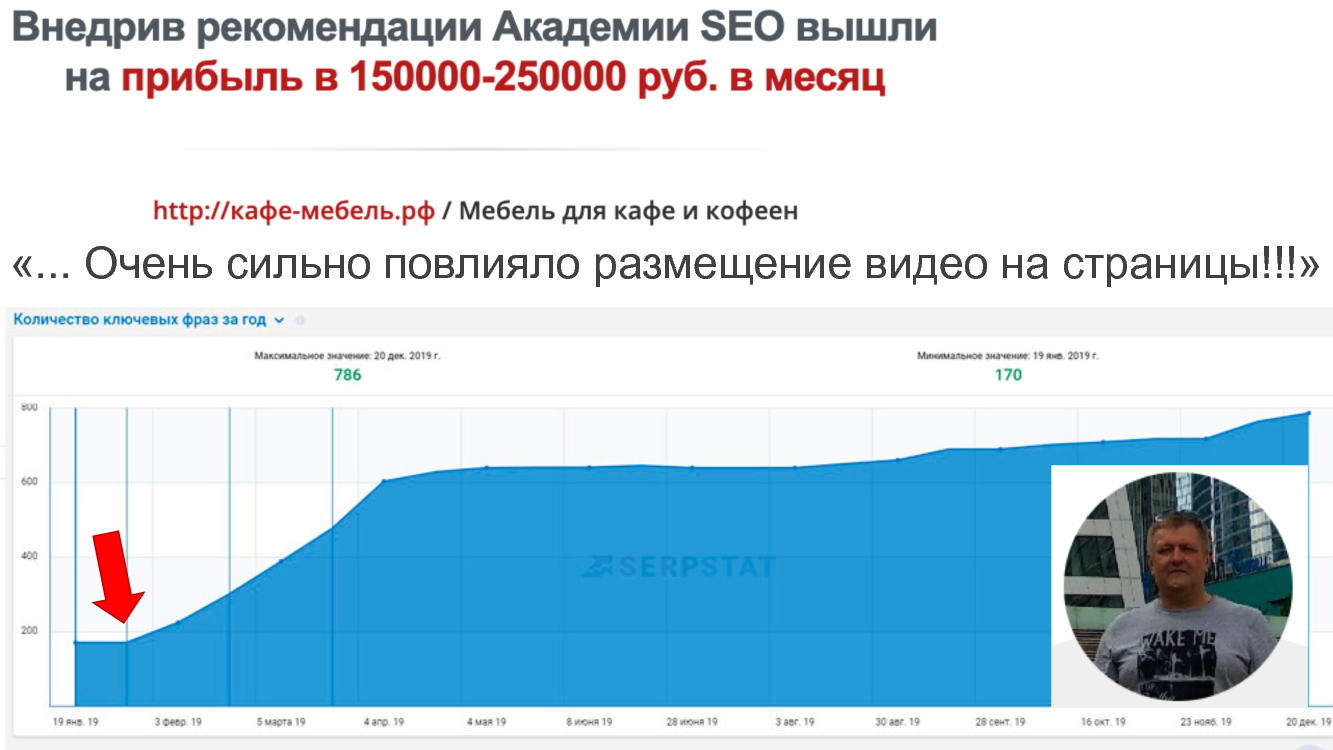 Внедрив рекомендации Академии SEO вышли
на прибыль в 150000-250000 руб. в месяц
http://кафе-мебель.рф / Мебель для кафе и кофеен
«... Очень сильно повлияло размещение видео на страницы!!!»
Количество ключевых фраз за год
Максимальное значение: 20 дек. 2019 г.
786
Минимальное значение: 19 янв. 2019 г.
170
800
600
400
200
SERPSTAT
WAKE ME
19 янв. 19 3 февр. 19 5 марта 19 4 апр. 19 4 мая 19 8 июня 19 28 июня 19 3 авг. 19 30 авг. 19 28 сент. 19 16 окт. 19 23 нояб. 19 20 дек. 19